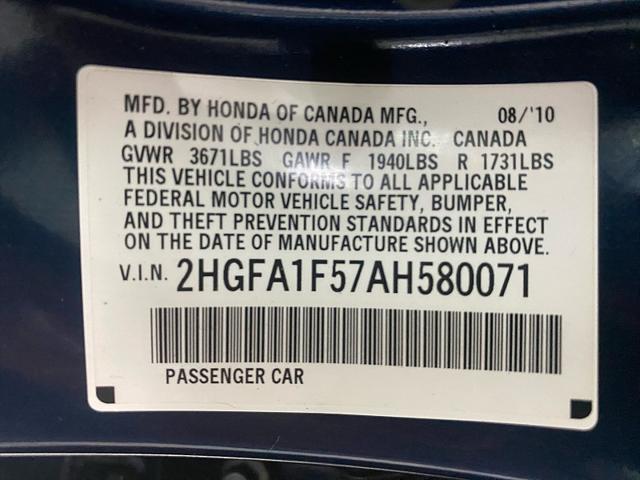 MFD. BY HONDA OF CANADA MFG., 08/'10
A DIVISION OF HONDA CANADA INC. CANADA
GVWR 3671LBS GAWR F 1940LBS R 1731LBS
THIS VEHICLE CONFORMS TO ALL APPLICABLE
FEDERAL MOTOR VEHICLE SAFETY, BUMPER,
AND THEFT PREVENTION STANDARDS IN EFFECT
ON THE DATE OF MANUFACTURE SHOWN ABOVE.
V.I.N. 2HGFA1F57AH580071
PASSENGER CAR